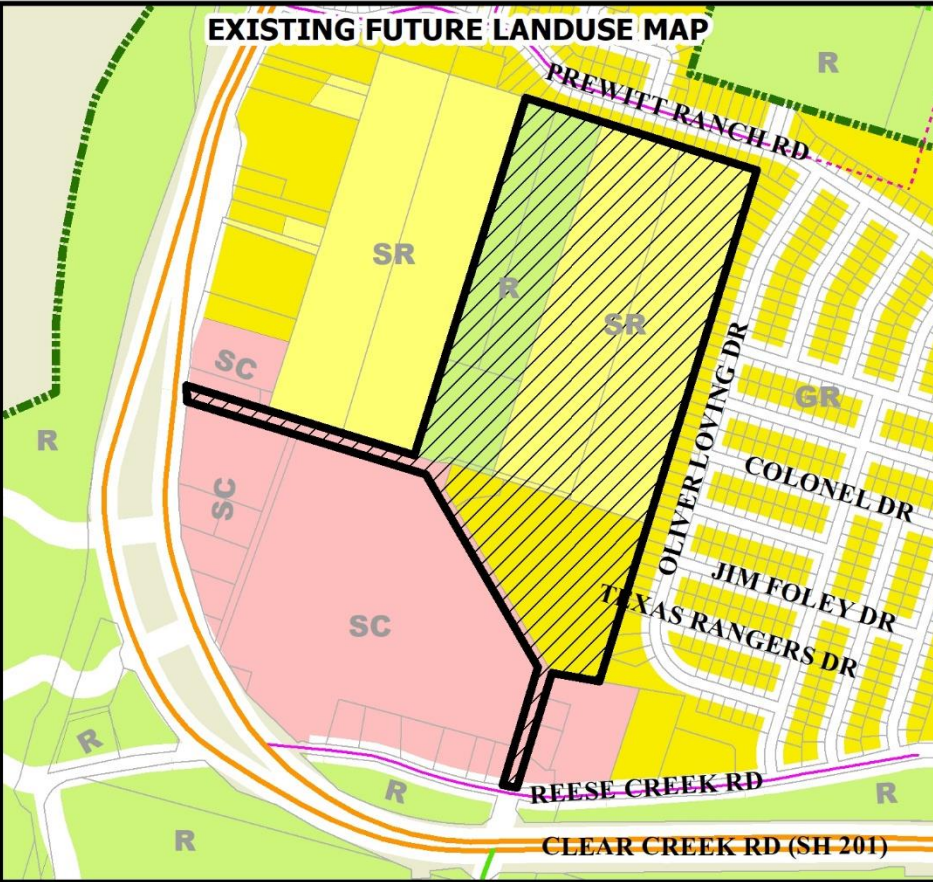 EXISTING FUTURE LANDUSE MAP
R
PREWITT RANCH RD
SR
R
SR
SC
OLIVER LOVING DR
GR
R
SC
COLONEL DR
JIM FOLEY DR
TEXAS RANGERS DR
SC
R
R
REESE CREEK RD
R
R
CLEAR CREEK RD (SH 201)